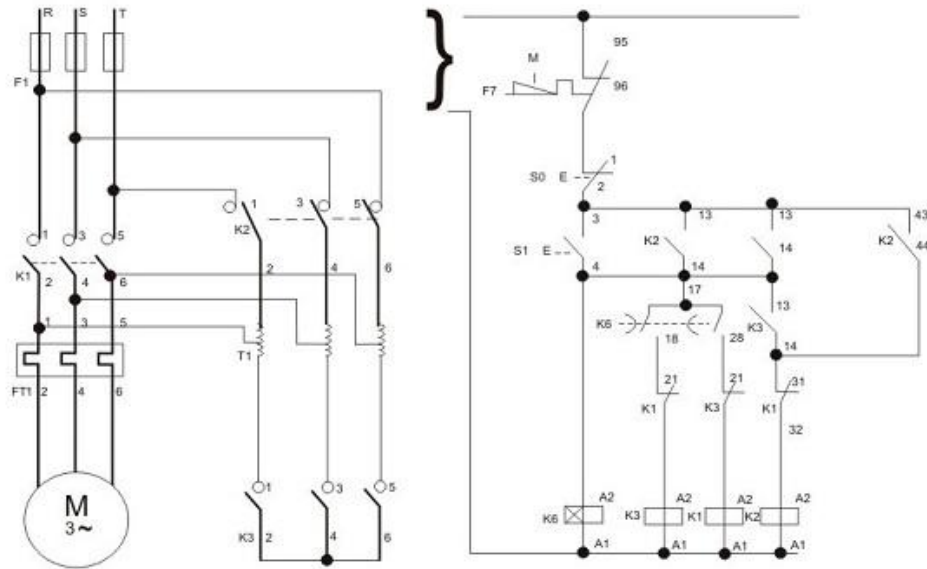 R S T
F1
1 3 5
K2
2 4 6
1 3 5
K1
2 4 6
1 3 5
T1
FT1
2 4 6
M
3~
1 3 5
K3
2 4 6
}
95
M
96
F7
1
S0 E
2
3 13 13 43
S1 E K2 14 K2 44
4 14
17 13
K6 K3
18 28 14
21 21 31
K1 K3 K1
32
A2 A2 A2 A2
K6 K3 K1 K2
A1 A1 A1 A1